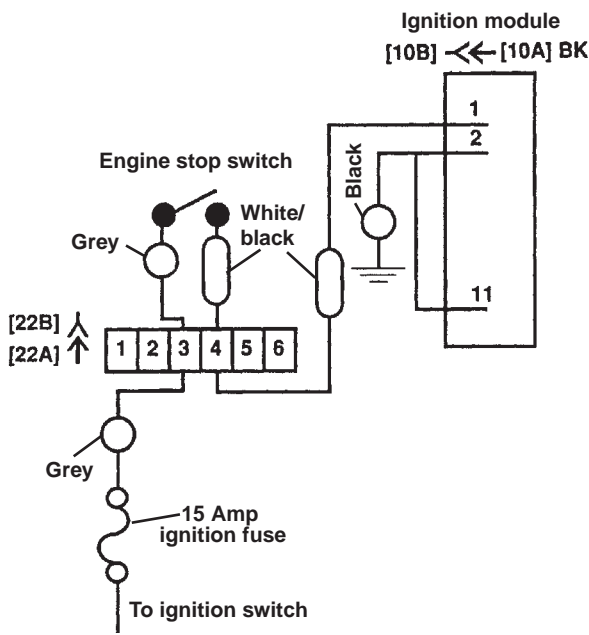 Ignition module
[10B] [10A] BK
1
2
Black
Engine stop switch
White/
black
Grey
11
[22B]
[22A]
1 2 3 4 5 6
Grey
15 Amp
ignition fuse
To ignition switch